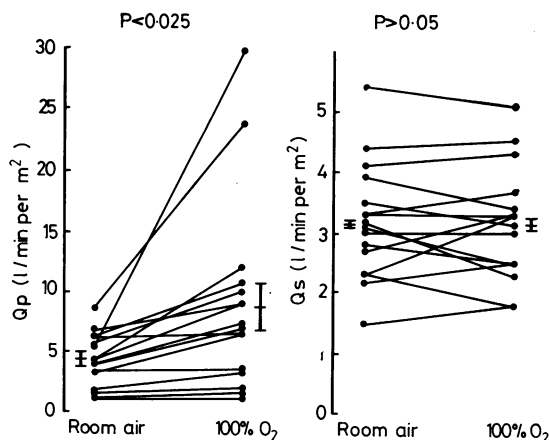 P<0·025
30
25
20
15
10
5
0
Qp (l/min per m²)
Room air
100% O₂
P>0·05
5
4
3
2
1
0
Qs (l/min per m²)
Room air
100% O₂